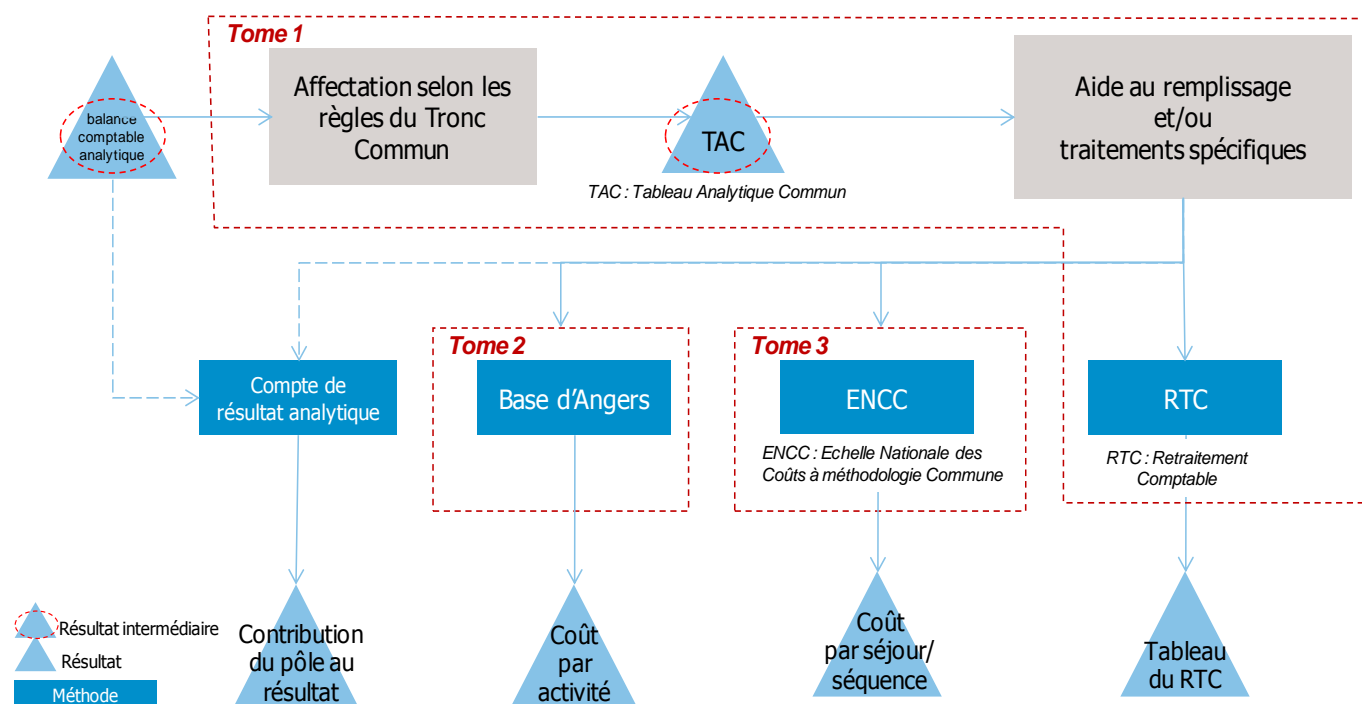 Tome 1
balance
comptable
analytique
Affectation selon les
règles du Tronc
Commun
TAC
TAC : Tableau Analytique Commun
Aide au remplissage
et/ou
traitements spécifiques
Compte de
résultat analytique
Tome 2
Base d’Angers
Tome 3
ENCC
ENCC : Echelle Nationale des
Coûts à méthodologie Commune
RTC
RTC : Retraitement
Comptable
Résultat intermédiaire
Résultat
Méthode
Contribution
du pôle au
résultat
Coût
par
activité
Coût
par séjour/
séquence
Tableau
du RTC